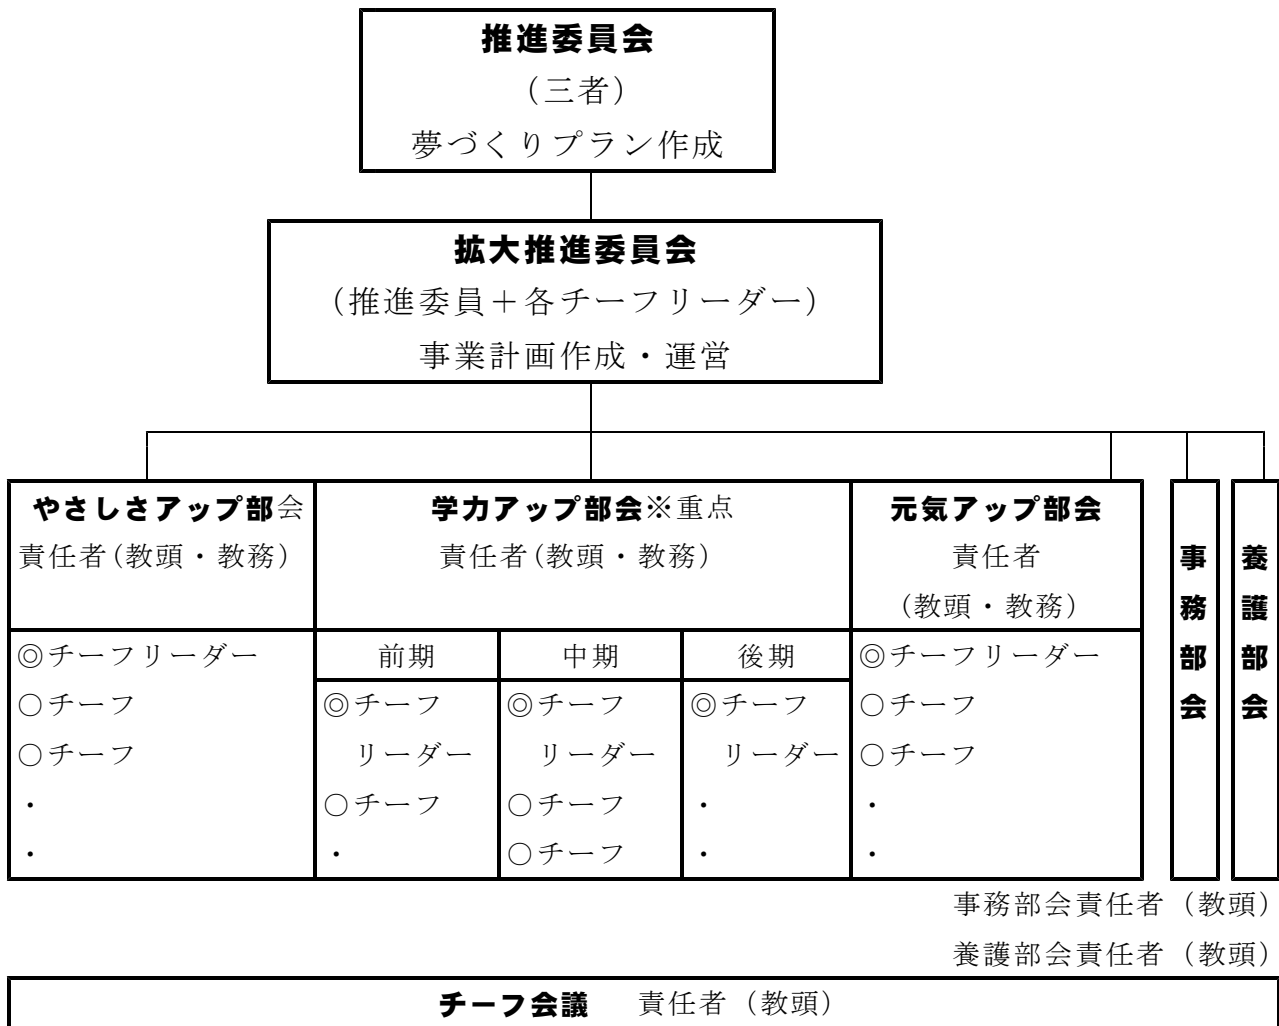 推進委員会
（三者）
夢づくりプラン作成
拡大推進委員会
（推進委員＋各チーフリーダー）
事業計画作成・運営
やさしさアップ部会
責任者(教頭・教務）
◎チーフリーダー
○チーフ
○チーフ
・
・
学力アップ部会※重点
責任者(教頭・教務）
前期
◎チーフ
リーダー
○チーフ
・
中期
◎チーフ
リーダー
○チーフ
○チーフ
後期
◎チーフ
リーダー
・
・
元気アップ部会
責任者
（教頭・教務）
◎チーフリーダー
○チーフ
○チーフ
・
・
事務部会
養護部会
事務部会責任者（教頭）
養護部会責任者（教頭）
チーフ会議　責任者（教頭）